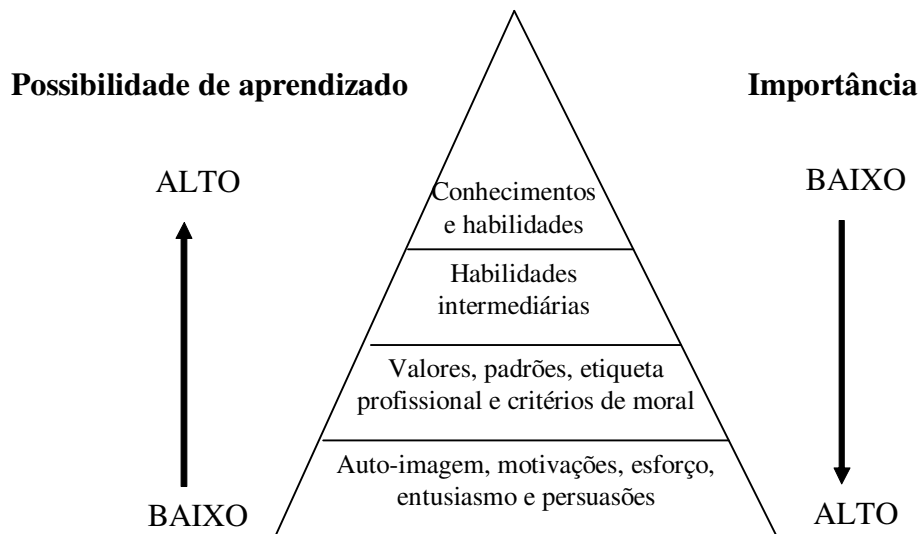 Possibilidade de aprendizado
Importância
ALTO
BAIXO
Conhecimentos
e habilidades
Habilidades
intermediárias
Valores, padrões, etiqueta
profissional e critérios de moral
Auto-imagem, motivações, esforço,
entusiasmo e persuasões
BAIXO
ALTO